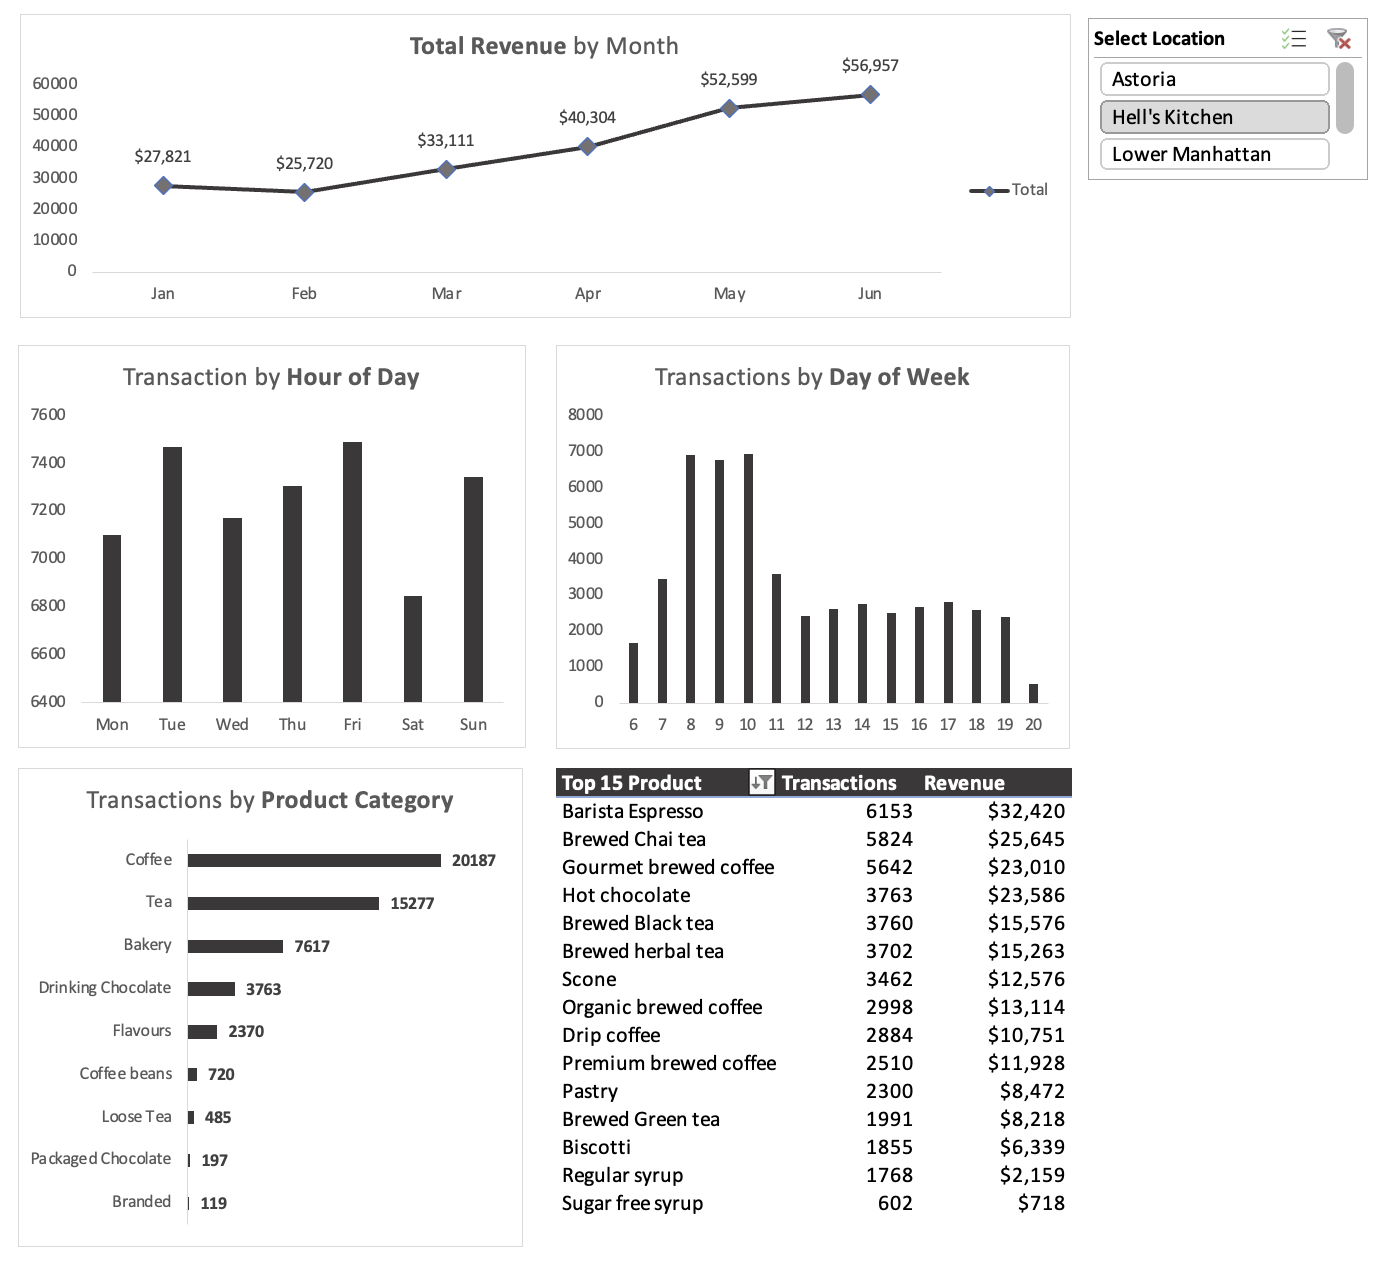 Total Revenue by Month
60000
50000
40000
30000
20000
10000
0
$27,821
$25,720
$33,111
$40,304
$52,599
$56,957
Total
Jan Feb Mar Apr May Jun
Select Location
Astoria
Hell's Kitchen
Lower Manhattan
Transaction by Hour of Day
7600
7400
7200
7000
6800
6600
6400
Mon Tue Wed Thu Fri Sat Sun
Transactions by Day of Week
8000
7000
6000
5000
4000
3000
2000
1000
0
6 7 8 9 10 11 12 13 14 15 16 17 18 19 20
Transactions by Product Category
Coffee 20187
Tea 15277
Bakery 7617
Drinking Chocolate 3763
Flavours 2370
Coffee beans 720
Loose Tea 485
Packaged Chocolate 197
Branded 119
Top 15 Product Transactions Revenue
Barista Espresso 6153 $32,420
Brewed Chai tea 5824 $25,645
Gourmet brewed coffee 5642 $23,010
Hot chocolate 3763 $23,586
Brewed Black tea 3760 $15,576
Brewed herbal tea 3702 $15,263
Scone 3462 $12,576
Organic brewed coffee 2998 $13,114
Drip coffee 2884 $10,751
Premium brewed coffee 2510 $11,928
Pastry 2300 $8,472
Brewed Green tea 1991 $8,218
Biscotti 1855 $6,339
Regular syrup 1768 $2,159
Sugar free syrup 602 $718